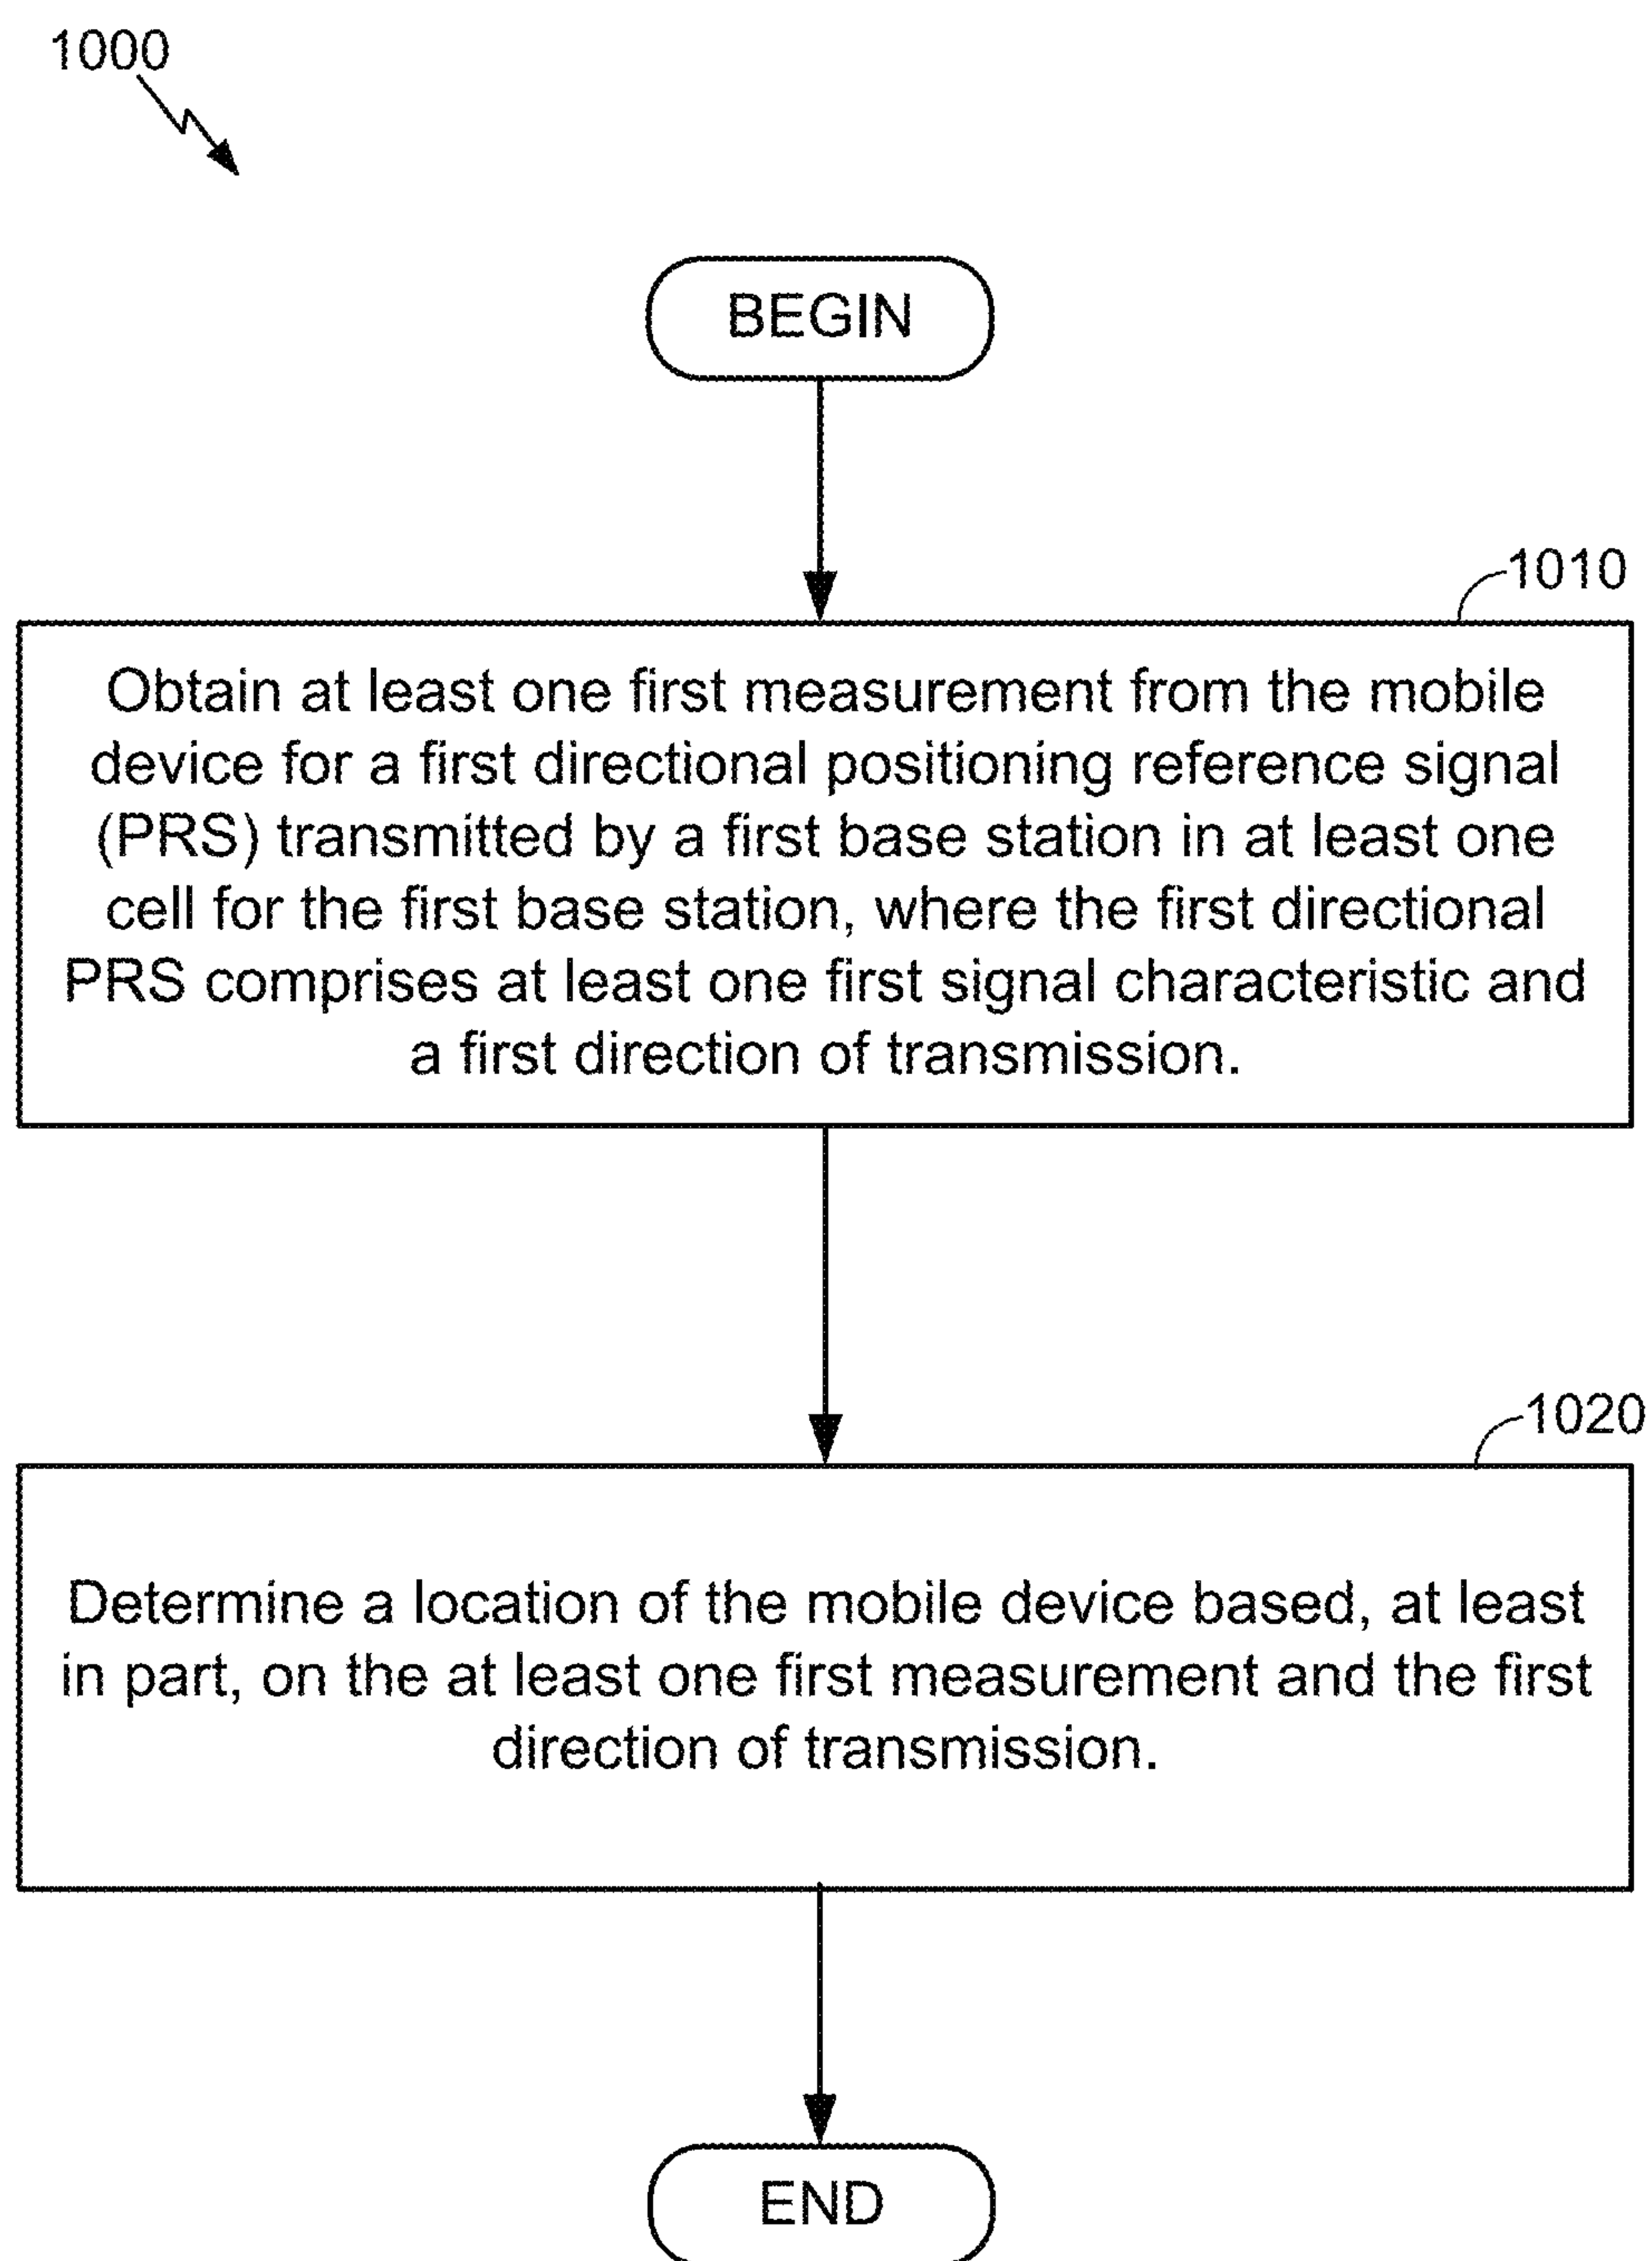 1000
BEGIN
1010
Obtain at least one first measurement from the mobile
device for a first directional positioning reference signal
(PRS) transmitted by a first base station in at least one
cell for the first base station, where the first directional
PRS comprises at least one first signal characteristic and
a first direction of transmission.
1020
Determine a location of the mobile device based, at least
in part, on the at least one first measurement and the first
direction of transmission.
END